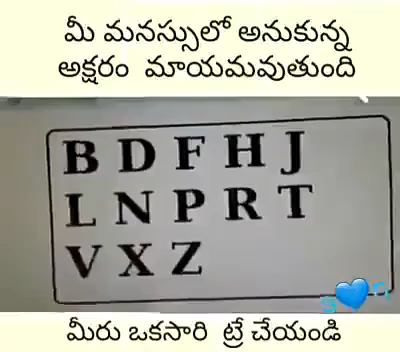 మీ మనస్సులో అనుకున్న
అక్షరం మాయమవుతుంది
B D F H J
L N P R T
V X Z
మీరు ఒకసారి ట్రై చేయండి